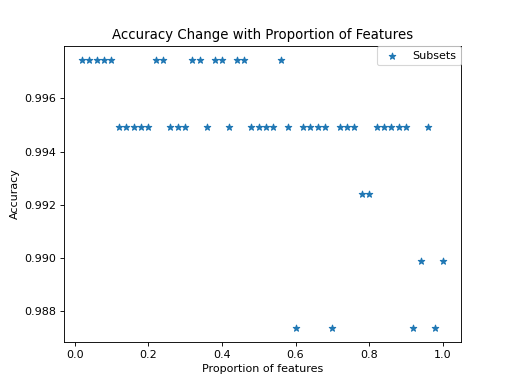 Accuracy Change with Proportion of Features
Subsets
Accuracy
0.996
0.994
0.992
0.990
0.988
0.0 0.2 0.4 0.6 0.8 1.0
Proportion of features